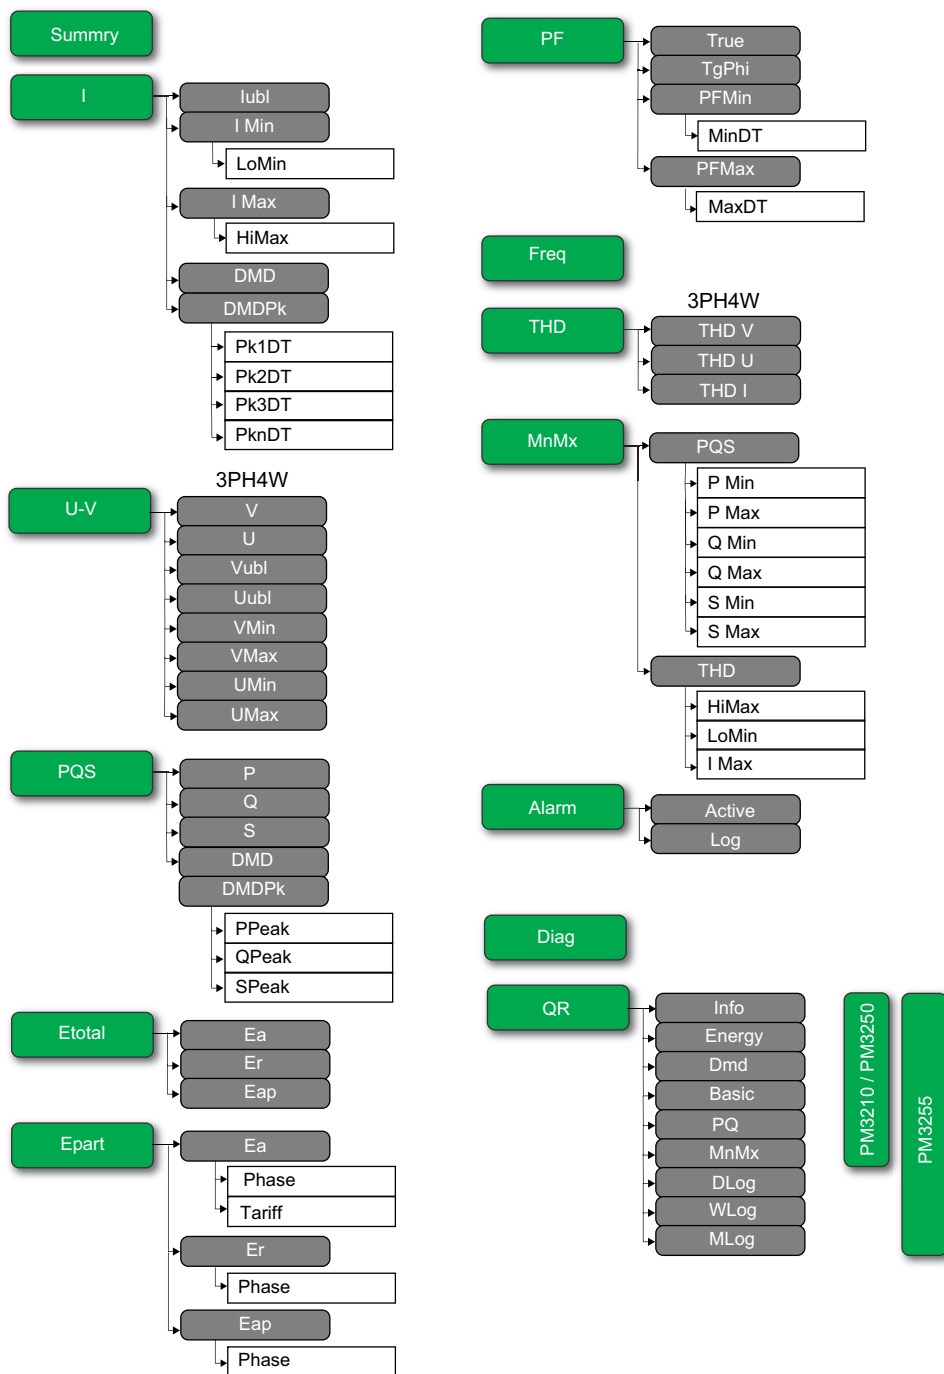 Summry
I
Iubl
I Min
LoMin
I Max
HiMax
DMD
DMDPk
Pk1DT
Pk2DT
Pk3DT
PknDT
3PH4W
U-V
V
U
Vubl
Uubl
VMin
VMax
UMin
UMax
PQS
P
Q
S
DMD
DMDPk
PPeak
QPeak
SPeak
Etotal
Ea
Er
Eap
Epart
Ea
Phase
Tariff
Er
Phase
Eap
Phase
PF
True
TgPhi
PFMin
MinDT
PFMax
MaxDT
Freq
3PH4W
THD
THD V
THD U
THD I
MnMx
PQS
P Min
P Max
Q Min
Q Max
S Min
S Max
THD
HiMax
LoMin
I Max
Alarm
Active
Log
Diag
QR
Info
Energy
Dmd
Basic
PQ
MnMx
DLog
WLog
MLog
PM3210 / PM3250
PM3255